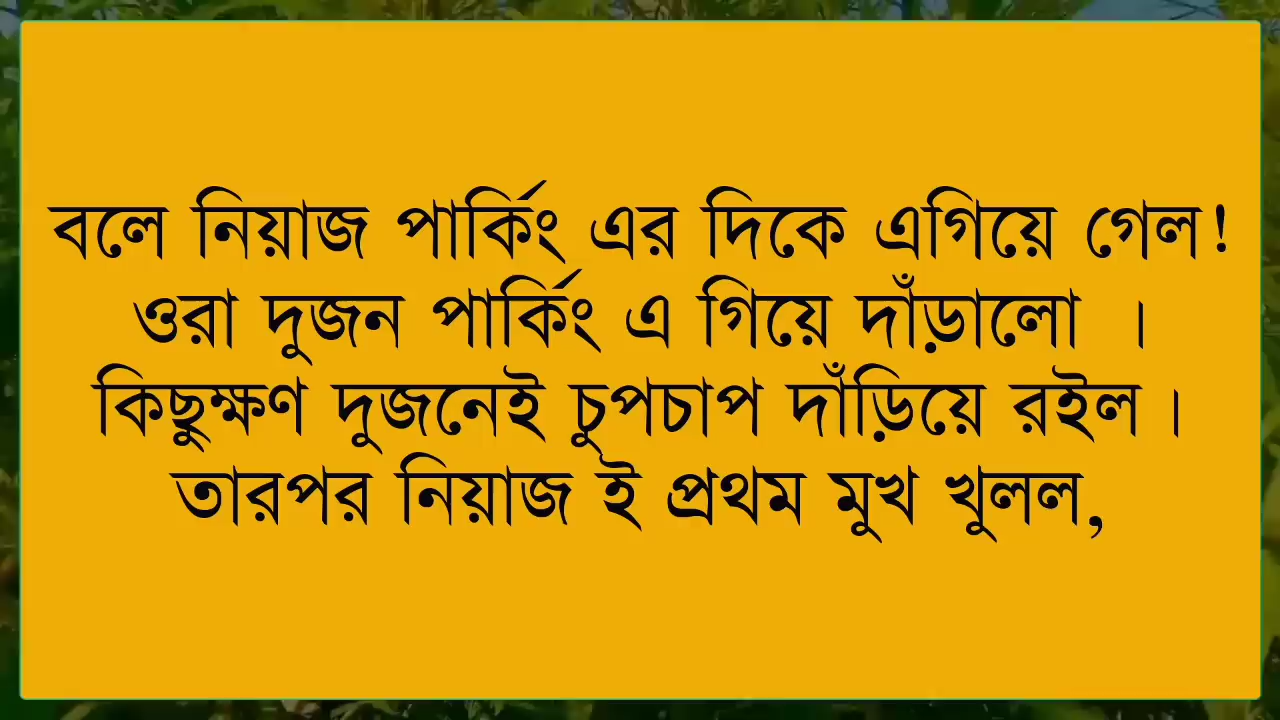 বলে নিয়াজ পার্কিং এর দিকে এগিয়ে গেল!
ওরা দুজন পার্কিং এ গিয়ে দাঁড়ালো ।
কিছুক্ষণ দুজনেই চুপচাপ দাঁড়িয়ে রইল।
তারপর নিয়াজ ই প্রথম মুখ খুলল,